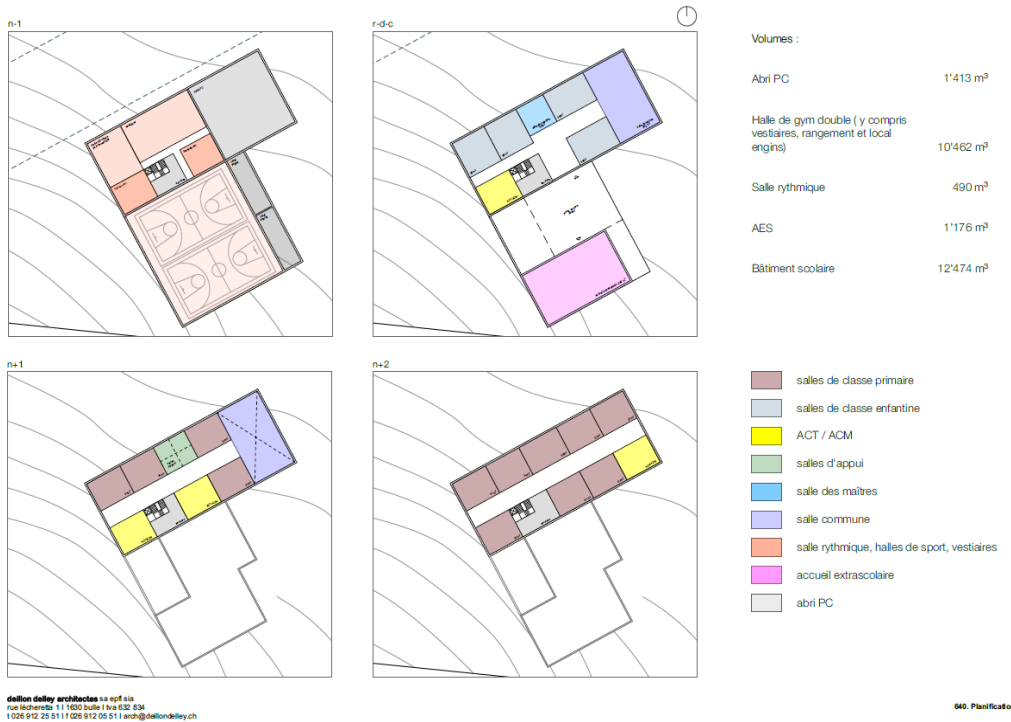 n-1
r-d-c
Volumes :
Abri PC 1'413 m³
Halle de gym double ( y compris
vestiaires, rangement et local
engins) 10'462 m³
Salle rythmique 490 m³
AES 1'176 m³
Bâtiment scolaire 12'474 m³
n+1
n+2
salles de classe primaire
salles de classe enfantine
ACT / ACM
salles d'appui
salle des maîtres
salle commune
salle rythmique, halles de sport, vestiaires
accueil extrascolaire
abri PC
deillon delley architectes sa epfl sia
rue lécheretta 1 I 1630 bulle I tva 632 834
t 026 912 25 51 I f 026 912 05 51 I arch@deillondelley.ch
640. Planificatio